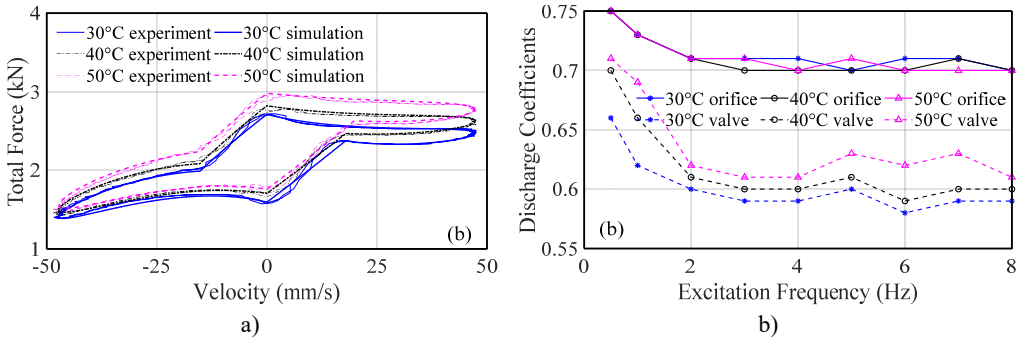 4
3
2
1
Total Force (kN)
30°C experiment 30°C simulation
40°C experiment 40°C simulation
50°C experiment 50°C simulation
(b)
-50 -25 0 25 50
Velocity (mm/s)
a)
0.75
0.7
0.65
0.6
0.55
Discharge Coefficients
30°C orifice 40°C orifice 50°C orifice
30°C valve 40°C valve 50°C valve
(b)
0 2 4 6 8
Excitation Frequency (Hz)
b)